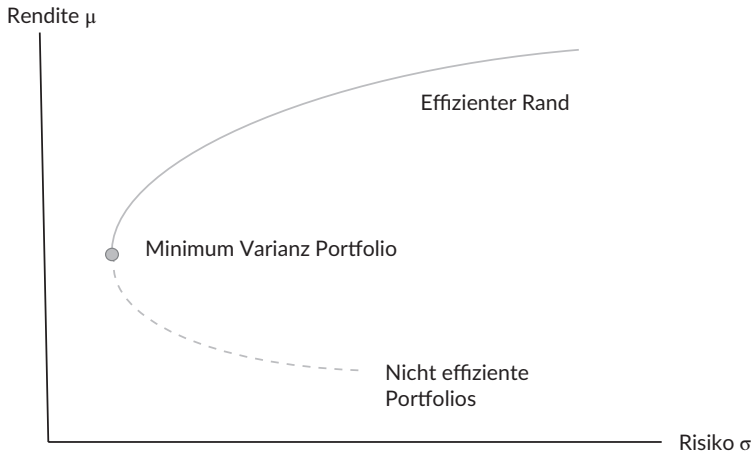 Rendite μ
Effizienter Rand
Minimum Varianz Portfolio
Nicht effiziente
Portfolios
Risiko σ